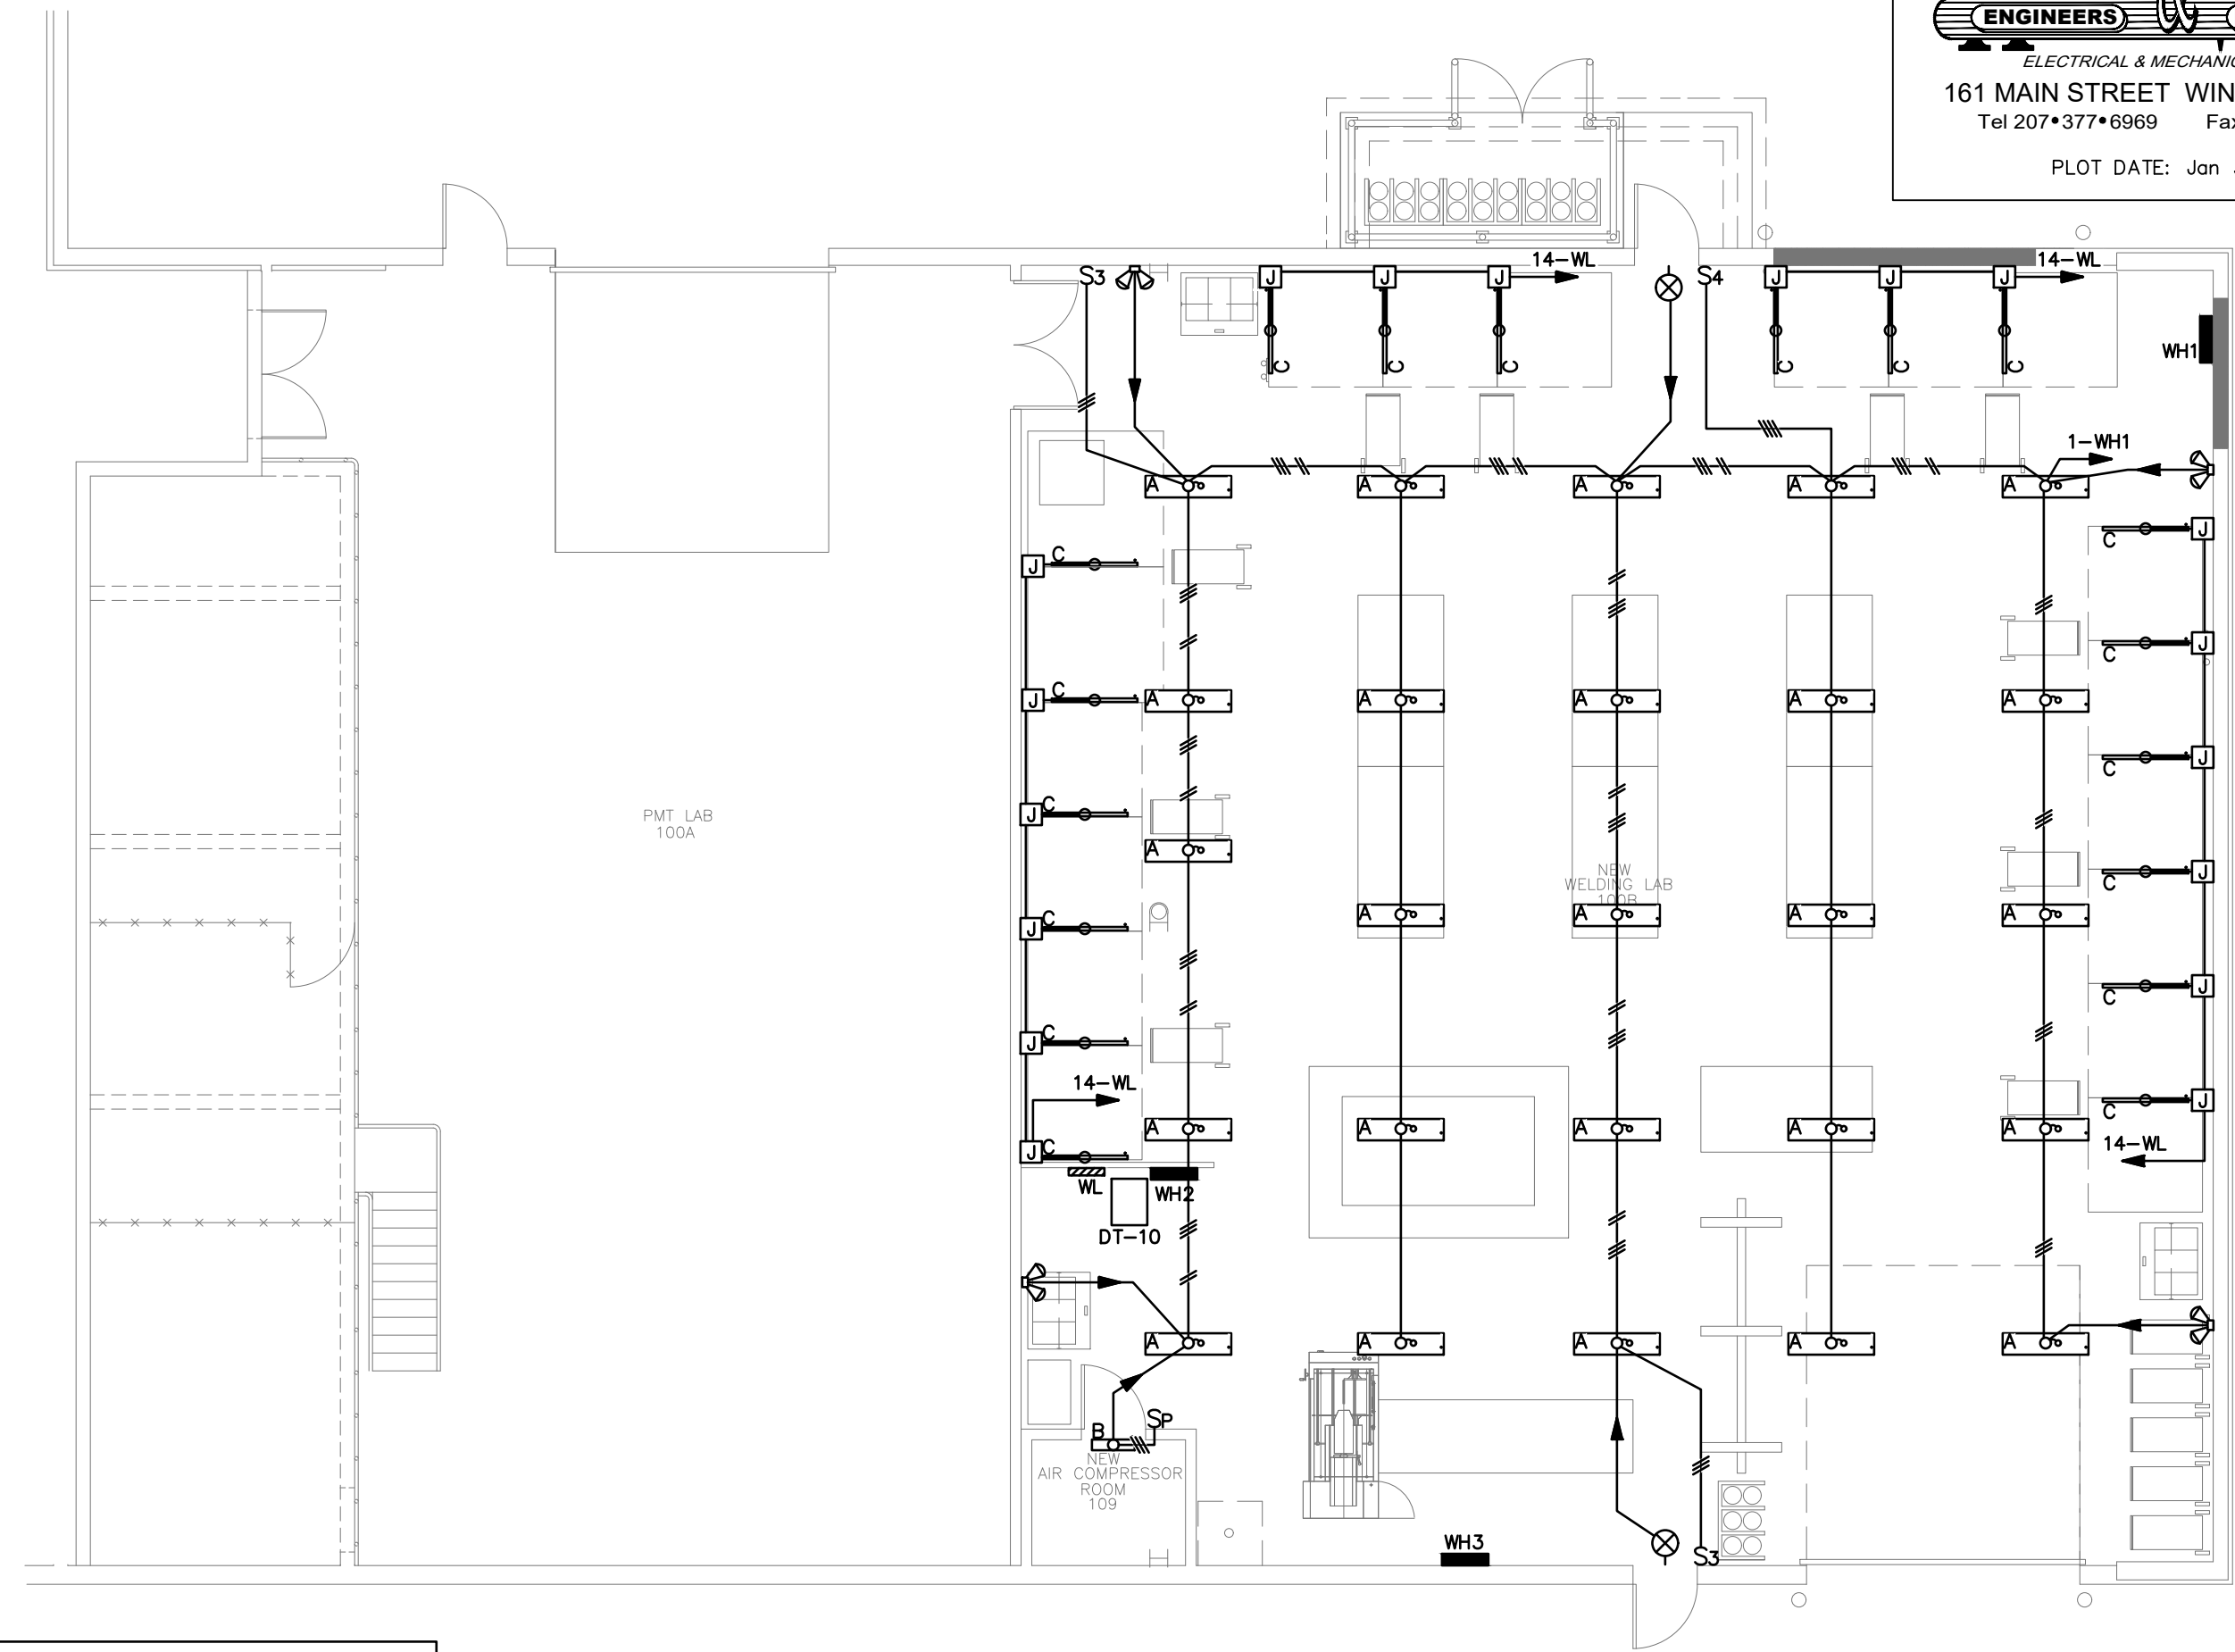 ENGINEERS
ELECTRICAL & MECHANIC
161 MAIN STREET WIN
Tel 207•377•6969 Fax
PLOT DATE: Jan
S3
J J J 14-WL
S4
J J J 14-WL
C C C
C C C
WH1
1-WH1
A A A A A
J C
C J
J C
C J
A A A A A
C J
PMT LAB
100A
J C
A
NEW
WELDING LAB
100B
C J
A A A A
J C
C J
J C
14-WL
C J
A A A A A
J C
14-WL
WL
WH2
DT-10
A A A A A
B SP
NEW
AIR COMPRESSOR
ROOM
109
WH3
S3